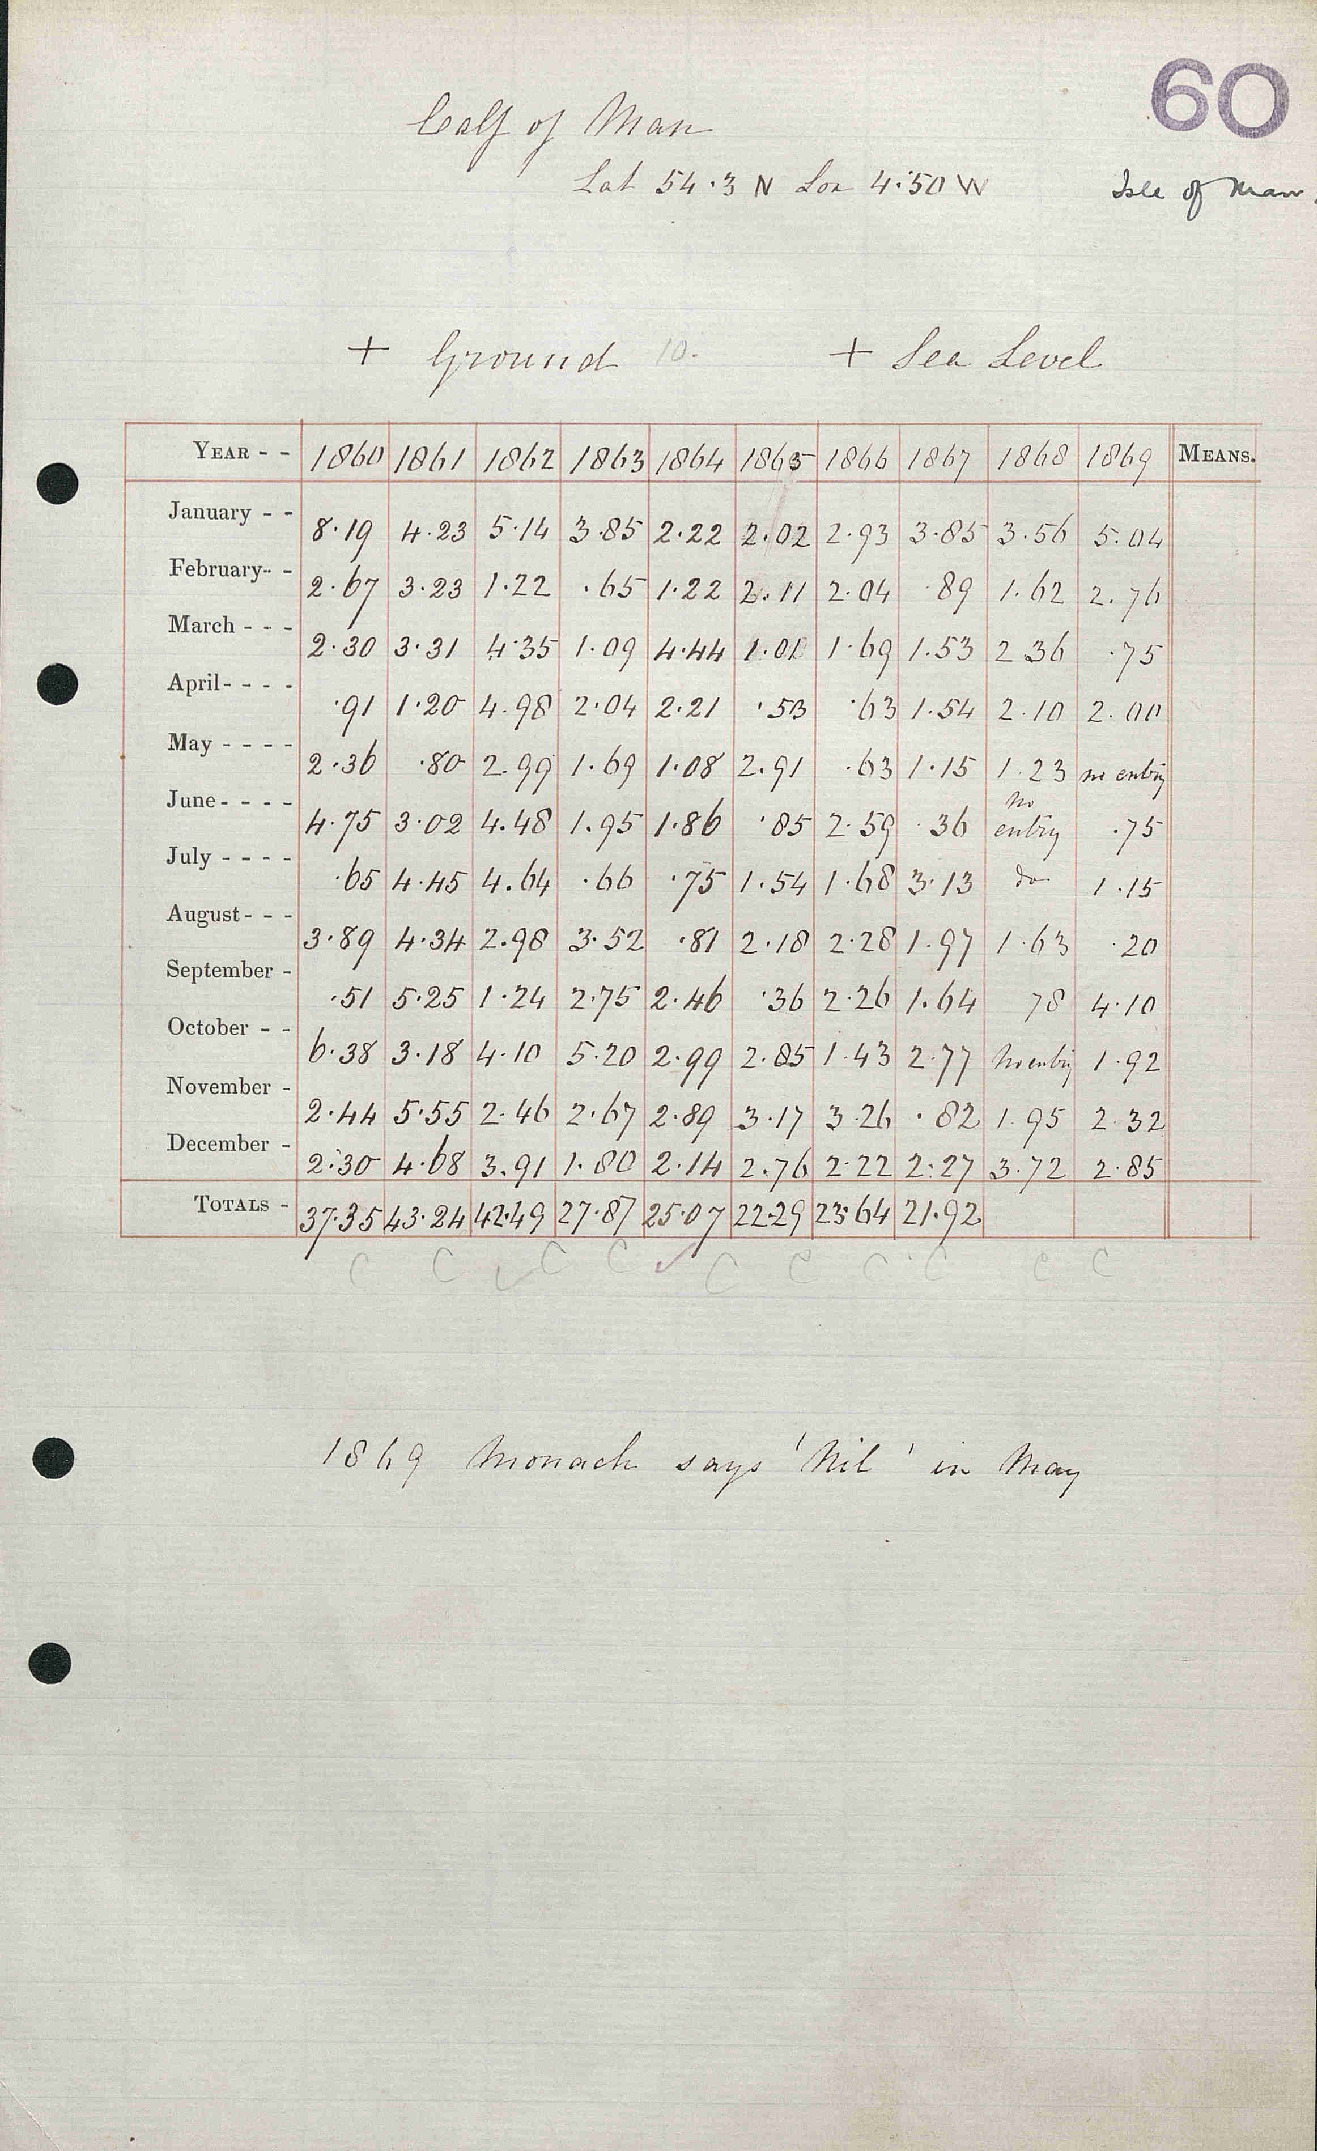 60
Calf of Man
Lat 54.3 N Lon 4.50 W
Isle of Man.
+ Ground 10. + Sea Level
YEAR - - 1860 1861 1862 1863 1864 1865 1866 1867 1868 1869 MEANS.
January - - 8.19 4.23 5.14 3.85 2.22 2.02 2.93 3.85 3.56 5.04
February - - 2.67 3.23 1.22 .65 1.22 2.11 2.04 .89 1.62 2.76
March - - - 2.30 3.31 4.35 1.09 4.44 1.01 1.69 1.53 2 36 .75
April - - - - .91 1.20 4.98 2.04 2.21 .53 .63 1.54 2.10 2.00
May - - - - 2.36 .80 2.99 1.69 1.08 2.91 .63 1.15 1.23 no entry
June - - - - 4.75 3.02 4.48 1.95 1.86 .85 2.59 .36 no entry .75
July - - - - .65 4.45 4.64 .66 .75 1.54 1.68 3.13 do 1.15
August - - - 3.89 4.34 2.98 3.52 .81 2.18 2.28 1.97 1.63 .20
September - .51 5.25 1.24 2.75 2.46 .36 2.26 1.64 78 4.10
October - - 6.38 3.18 4.10 5.20 2.99 2.85 1.43 2.77 No entry 1.92
November - 2.44 5.55 2.46 2.67 2.89 3.17 3.26 .82 1.95 2.32
December - 2.30 4.68 3.91 1.80 2.14 2.76 2.22 2.27 3.72 2.85
TOTALS - 37.35 43.24 42.49 27.87 25.07 22.29 23.64 21.92
C C C C C C C C C C
1869 Monach says 'Nil' in May